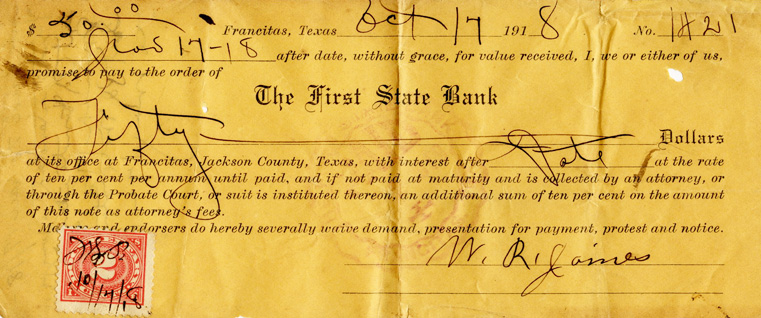 $50.00 Francitas, Texas Oct 17 1918 No. 1421
Nov 17-18 after date, without grace, for value received, I, we or either of us,
promise to pay to the order of
The First State Bank
Fifty Dollars
at its office at Francitas, Jackson County, Texas, with interest after Date at the rate
of ten per cent per annum until paid, and if not paid at maturity and is collected by an attorney, or
through the Probate Court, or suit is instituted thereon, an additional sum of ten per cent on the amount
of this note as attorney's fees.
Makers and endorsers do hereby severally waive demand, presentation for payment, protest and notice.
W. R. Joines
2
10/17/18